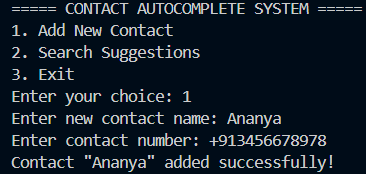 ===== CONTACT AUTOCOMPLETE SYSTEM =====
1. Add New Contact
2. Search Suggestions
3. Exit
Enter your choice: 1
Enter new contact name: Ananya
Enter contact number: +913456678978
Contact "Ananya" added successfully!